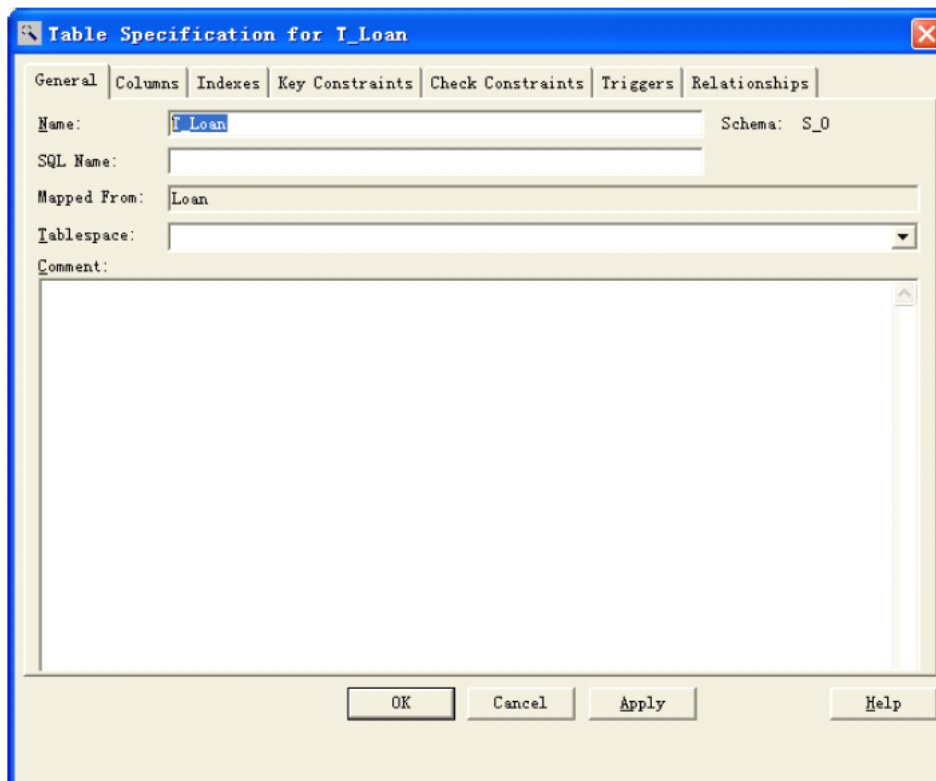 Table Specification for T_Loan
General Columns Indexes Key Constraints Check Constraints Triggers Relationships
Name: T_Loan Schema: S_0
SQL Name:
Mapped From: Loan
Tablespace:
Comment:
OK Cancel Apply Help